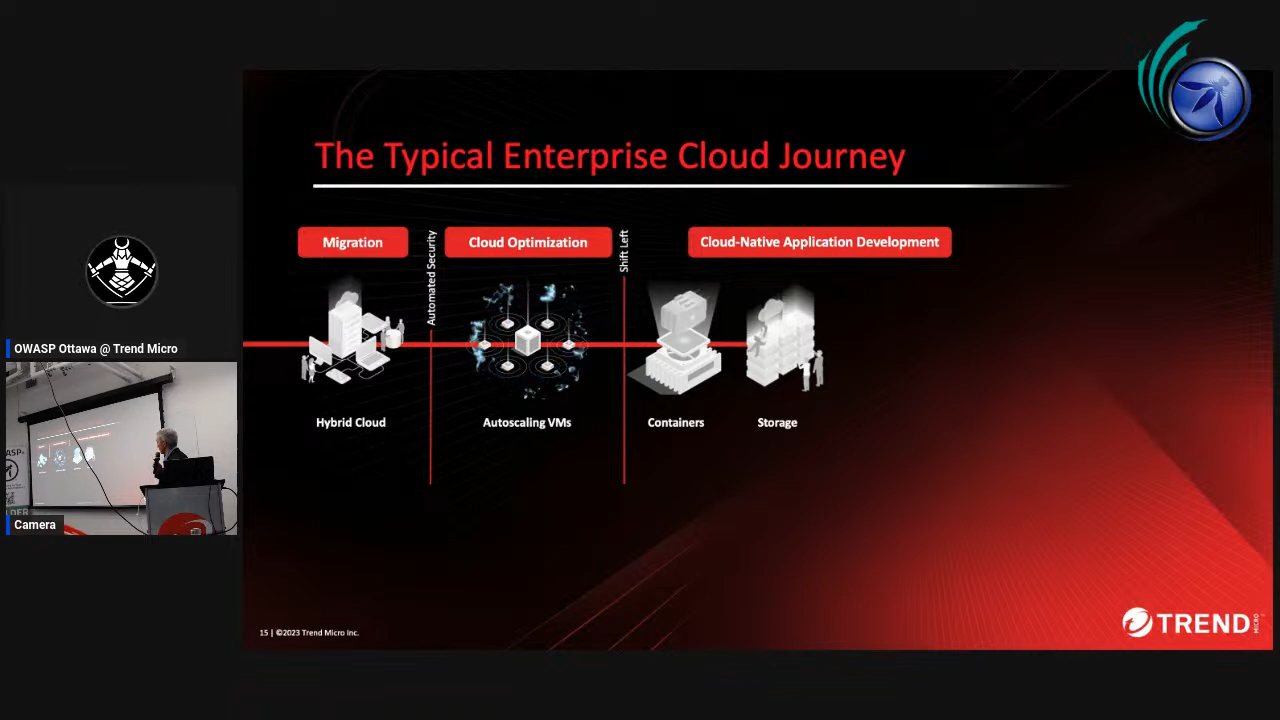 The Typical Enterprise Cloud Journey
Migration
Automated Security
Cloud Optimization
Shift Left
Cloud-Native Application Development
Hybrid Cloud
Autoscaling VMs
Containers
Storage
15 | ©2023 Trend Micro Inc.
TREND
MICRO
OWASP Ottawa @ Trend Micro
Camera